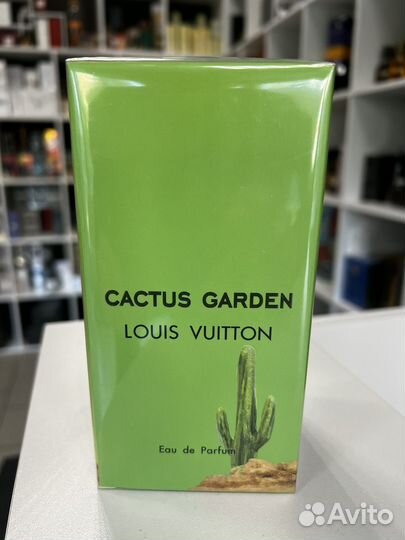 CACTUS GARDEN
LOUIS VUITTON
Eau de Parfum
Avito